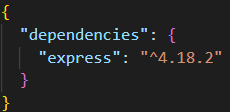 {
  "dependencies": {
    "express": "^4.18.2"
  }
}